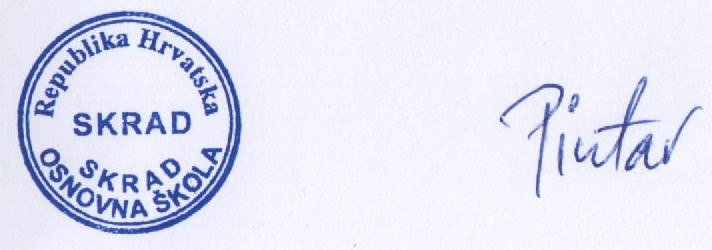 Republika Hrvatska
SKRAD
SKRAD
OSNOVNA ŠKOLA
Pintar